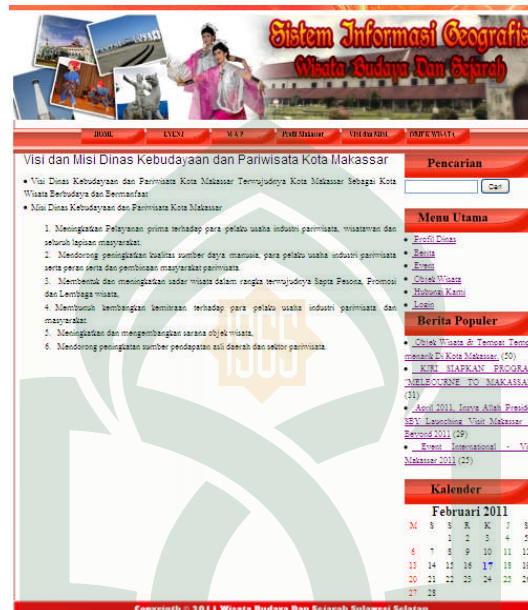 Sistem Informasi Geografis
Wisata Budaya Dan Sejarah
HOME EVENT MAP Profil Makassar Visi dan Misi OBJEK WISATA
Visi dan Misi Dinas Kebudayaan dan Pariwisata Kota Makassar
• Visi Dinas Kebudayaan dan Pariwisata Kota Makassar Terwujudnya Kota Makassar Sebagai Kota
Wisata Berbudaya dan Bermanfaat
• Misi Dinas Kebudayaan dan Pariwisata Kota Makassar
1. Meningkatkan Pelayanan prima terhadap para pelaku usaha industri pariwisata, wisatawan dan
seluruh lapisan masyarakat.
2. Mendorong peningkatan kualitas sumber daya manusia, para pelaku usaha industri pariwisata
serta peran serta dan pembinaan masyarakat pariwisata.
3. Membentuk dan meningkatkan sadar wisata dalam rangka terwujudnya Sapta Pesona, Promosi
dan Lembaga wisata,
4. Membumuh kembangkan kemitraan terhadap para pelaku usaha industri pariwisata dan
masyarakat.
5. Meningkatkan dan mengembangkan sarana objek wisata,
6. Mendorong peningkatan sumber pendapatan asli daerah dan sektor pariwisata.
Pencarian
Cari
Menu Utama
• Profil Dinas
• Berita
• Event
• Objek Wisata
• Hubungi Kami
• Login
Berita Populer
• Objek Wisata & Tempat Temp
menarik Di Kota Makassar. (50)
• KJRI SIAPKAN PROGRA
"MELBOURNE TO MAKASSA
(31)
• April 2011, Insya Allah Presid
SBY Launching Visit Makassar
Beyond 2011 (29)
• Event International - Vi
Makassar 2011 (25)
Kalender
Februari 2011
M S S R K J S
1 2 3 4 5
6 7 8 9 10 11 12
13 14 15 16 17 18 19
20 21 22 23 24 25 26
27 28
Copyrigth © 2011 Wisata Budaya Dan Sejarah Sulawesi Selatan